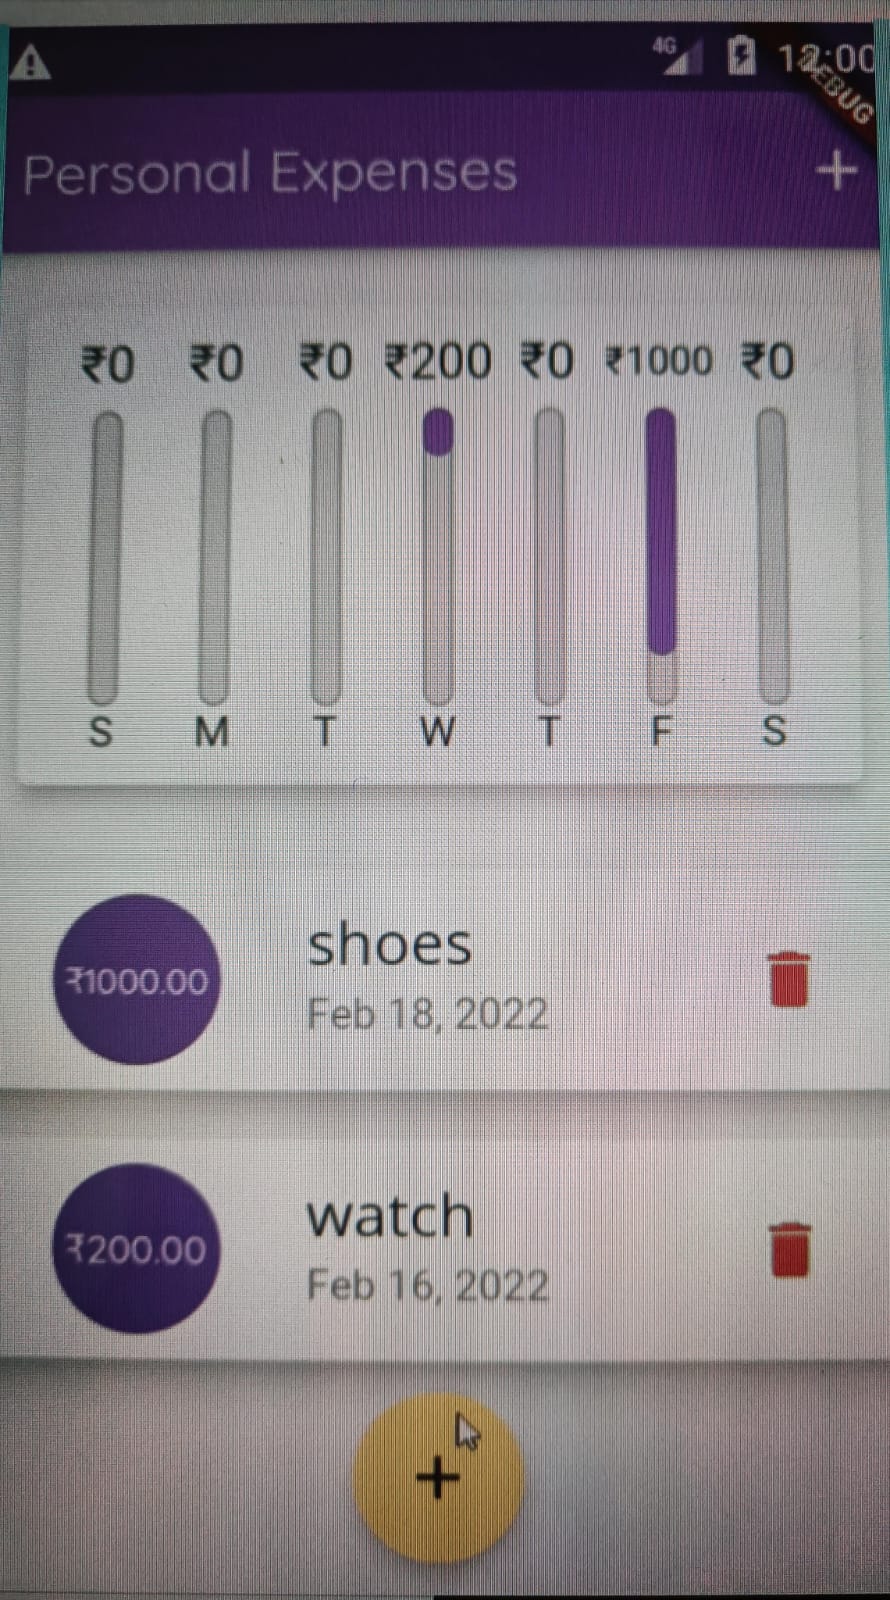 4G 12:00
DEBUG
Personal Expenses +
₹0 ₹0 ₹0 ₹200 ₹0 ₹1000 ₹0
S M T W T F S
₹1000.00
shoes
Feb 18, 2022
₹200.00
watch
Feb 16, 2022
+